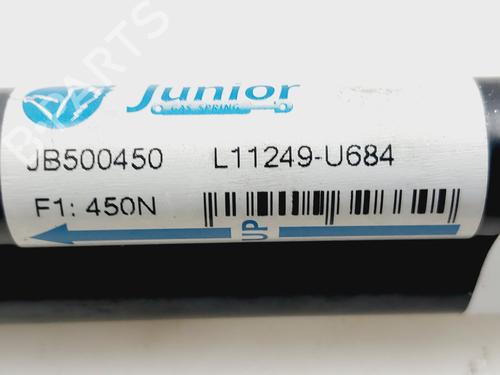 Junior
GAS SPRING
JB500450 L11249-U684
F1: 450N
UP